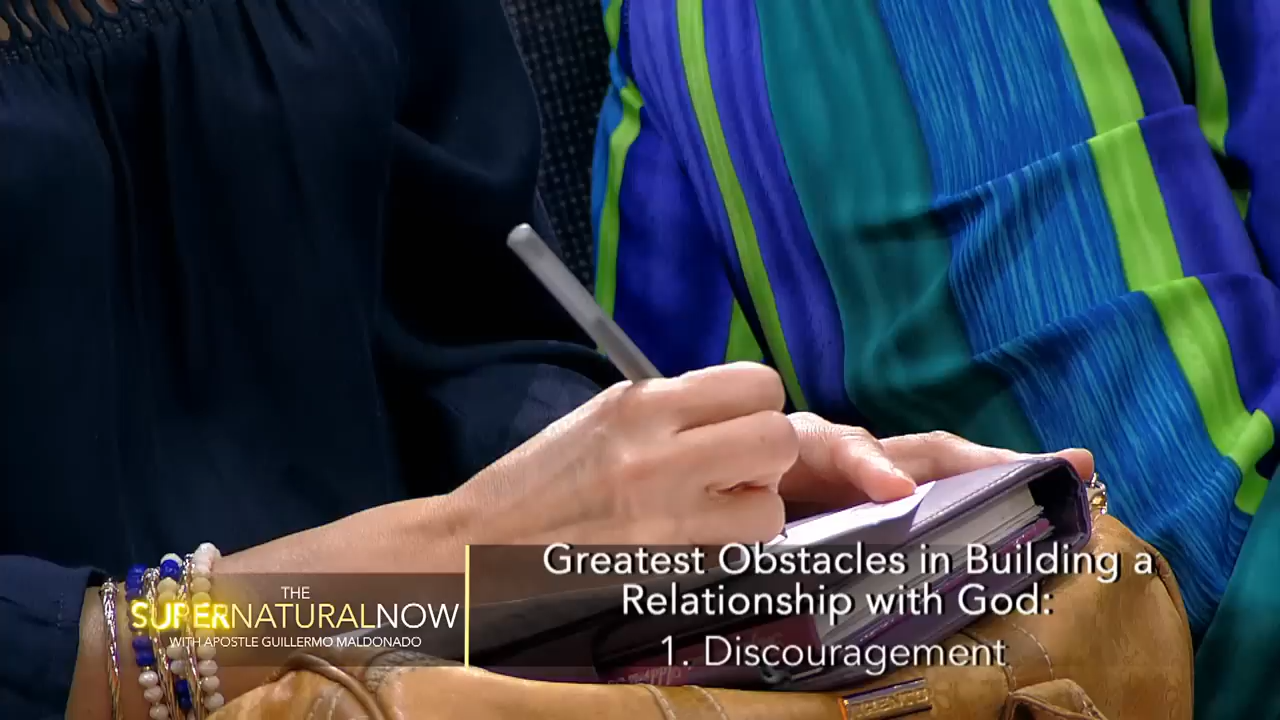 THE
SUPERNATURALNOW
WITH APOSTLE GUILLERMO MALDONADO
Greatest Obstacles in Building a
Relationship with God:
1. Discouragement